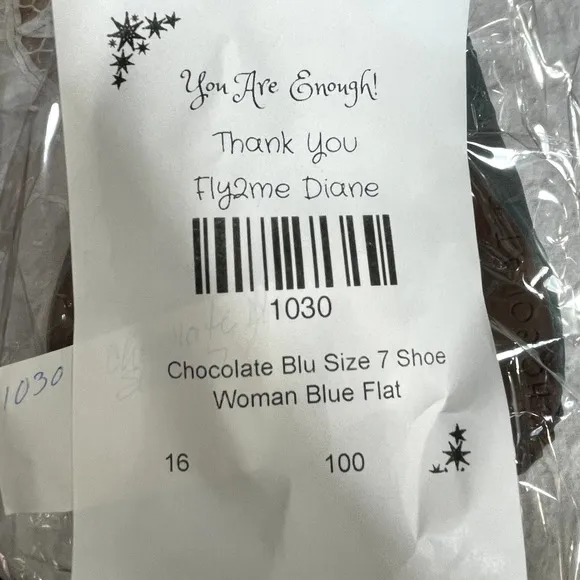 You Are Enough!
Thank You
Fly2me Diane
1030
Chocolate Blu Size 7 Shoe
Woman Blue Flat
16 100
1030